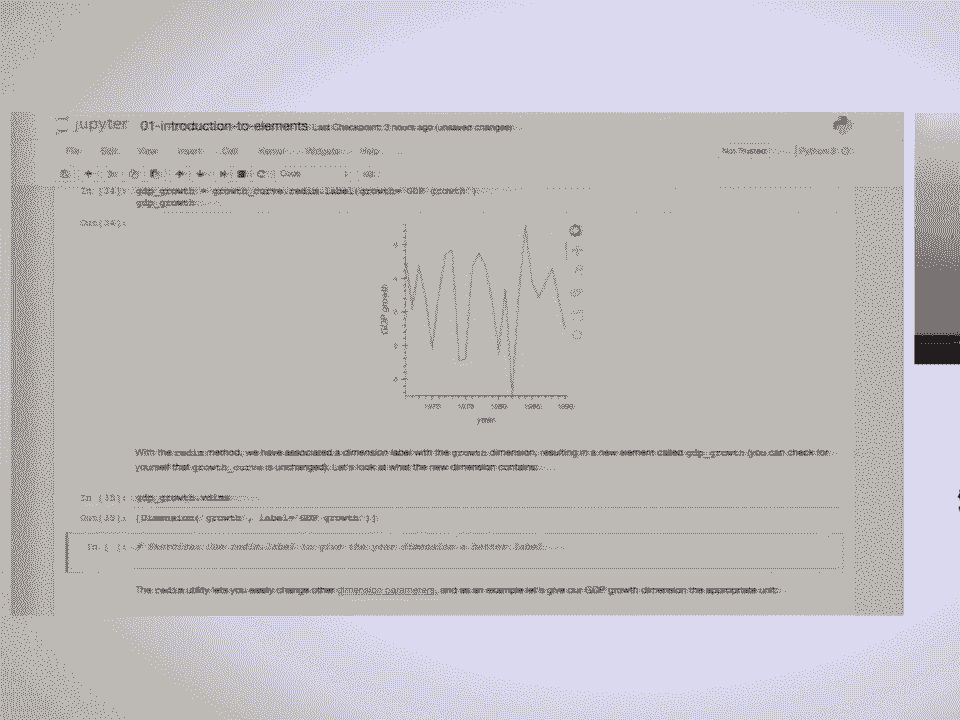 jupyter 01-introduction-to-elements Last Checkpoint: 3 hours ago (unsaved changes)
File Edit View Insert Cell Kernel Widgets Help
Not Trusted Python 3
Code
In [34]: gdp_growth = growth_curve.redim.label(growth='GDP growth')
gdp_growth
Out[34]:
GDP growth
1970 1975 1980 1985 1990
year
With the redim method, we have associated a dimension label with the growth dimension, resulting in a new element called gdp_growth (you can check for
yourself that growth_curve is unchanged). Let's look at what the new dimension contains:
In [35]: gdp_growth.vdims
Out[35]: [Dimension('growth', label='GDP growth')]
In [ ]: # Exercise: Use redim.label to give the year dimension a better label
The redim utility lets you easily change other dimension parameters, and as an example let's give our GDP growth dimension the appropriate unit: